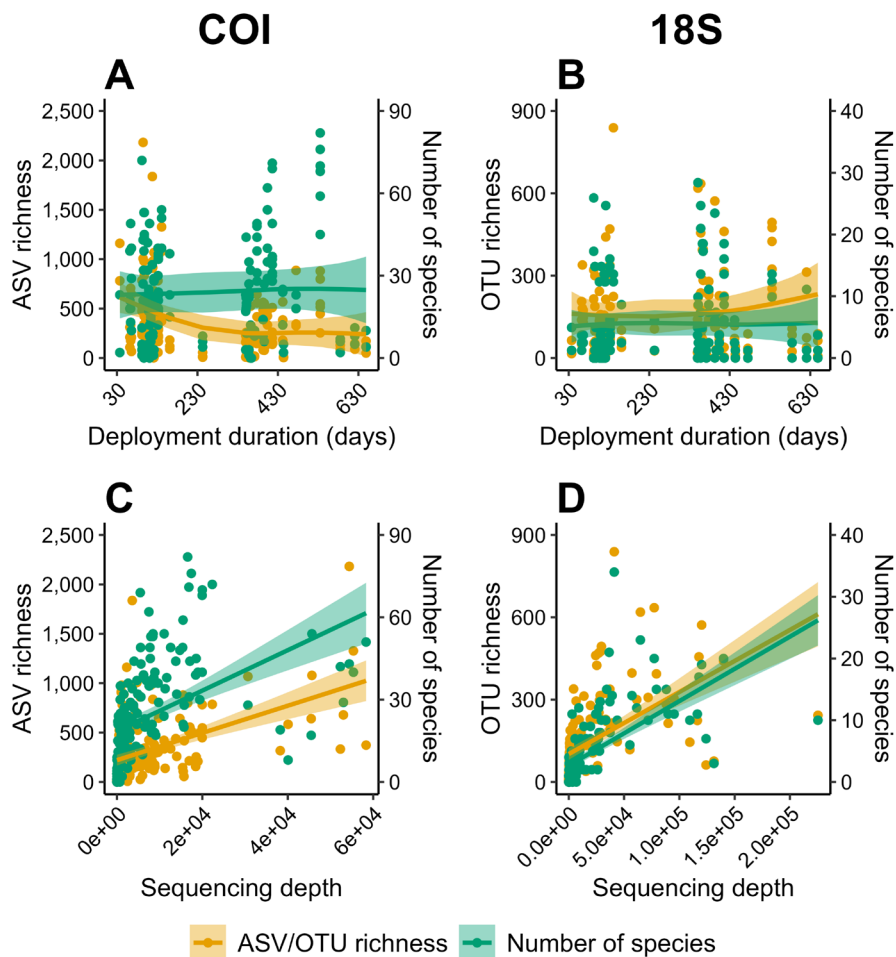 COI
18S
A
B
2,500
2,000
1,500
1,000
500
0
ASV richness
90
60
30
0
Number of species
30
230
430
630
Deployment duration (days)
900
600
300
0
OTU richness
40
30
20
10
0
Number of species
30
230
430
630
Deployment duration (days)
C
D
2,500
2,000
1,500
1,000
500
0
ASV richness
90
60
30
0
Number of species
0e+00
2e+04
4e+04
6e+04
Sequencing depth
900
600
300
0
OTU richness
40
30
20
10
0
Number of species
0.0e+00
5.0e+04
1.0e+05
1.5e+05
2.0e+05
Sequencing depth
ASV/OTU richness
Number of species